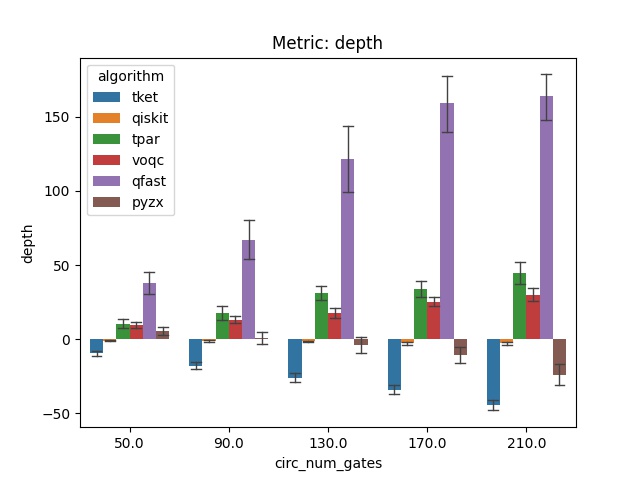 Metric: depth
algorithm
tket
qiskit
tpar
voqc
qfast
pyzx
150
100
50
0
−50
depth
50.0 90.0 130.0 170.0 210.0
circ_num_gates